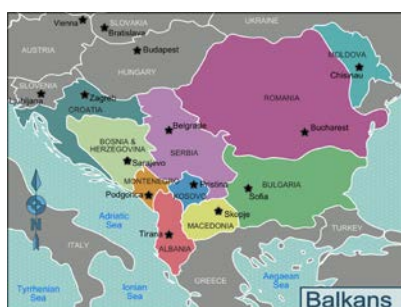 Vienna
SLOVAKIA
Bratislava
UKRAINE
AUSTRIA
Budapest
MOLDOVA
HUNGARY
Chisinau
SLOVENIA
Ljubljana
Zagreb
CROATIA
ROMANIA
BOSNIA &
HERZEGOVINA
Belgrade
Bucharest
SERBIA
Sarajevo
MONTENEGRO
Pristina
BULGARIA
Podgorica
KOSOVO
Sofia
Adriatic
Sea
Skopje
MACEDONIA
TURKEY
ITALY
Tirana
ALBANIA
GREECE
Tyrrhenian
Sea
Ionian
Sea
Aegaean
Sea
Balkans